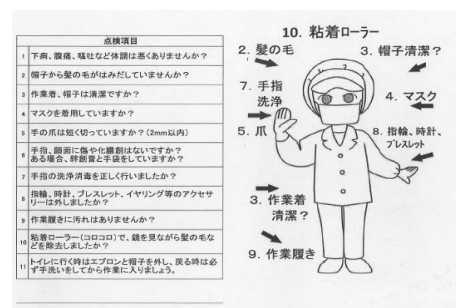 点検項目
1 下痢、腹痛、嘔吐など体調は悪くありませんか？
2 帽子から髪の毛がはみだしていませんか？
3 作業着、帽子は清潔ですか？
4 マスクを着用していますか？
5 手の爪は短く切っていますか？（2mm以内）
6 手指、顔面に傷や化膿創はないですか？
ある場合、絆創膏と手袋をしていますか？
7 手指の洗浄消毒を正しく行いましたか？
8 指輪、時計、ブレスレット、イヤリング等のアクセサ
リーは外しましたか？
9 作業履きに汚れはありませんか？
10 粘着ローラー（コロコロ）で、鏡を見ながら髪の毛な
どを除去しましたか？
11 トイレに行く時はエプロンと帽子を外し、戻る時は必
ず手洗いをしてから作業に入りましょう。
10. 粘着ローラー
2. 髪の毛
3. 帽子清潔？
7. 手指
洗浄
4. マスク
5. 爪
8. 指輪、時計、
ブレスレット
3. 作業着
清潔？
9. 作業履き